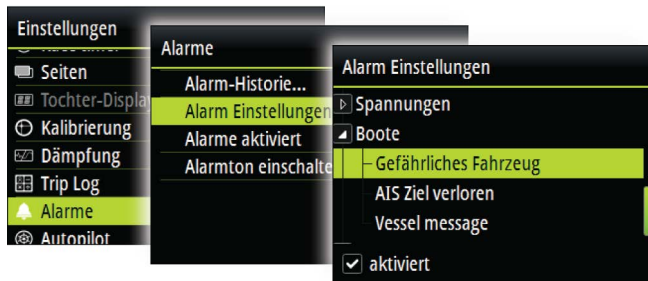 Einstellungen
Seiten
Tochter-Displa
Kalibrierung
Dämpfung
Trip Log
Alarme
Autopilot
Alarme
Alarm-Historie...
Alarm Einstellungen
Alarme aktiviert
Alarmton einschalte
Alarm Einstellungen
Spannungen
Boote
Gefährliches Fahrzeug
AIS Ziel verloren
Vessel message
aktiviert